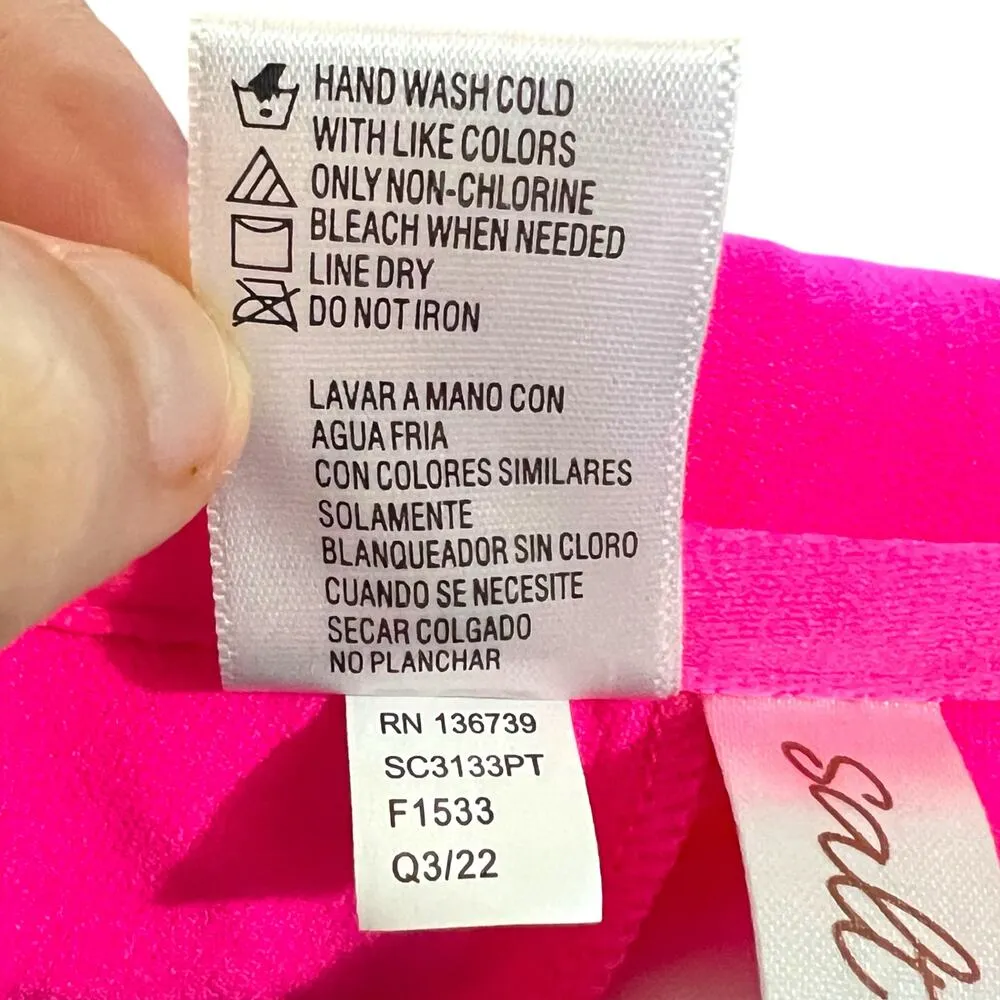 HAND WASH COLD
WITH LIKE COLORS
ONLY NON-CHLORINE
BLEACH WHEN NEEDED
LINE DRY
DO NOT IRON
LAVAR A MANO CON
AGUA FRIA
CON COLORES SIMILARES
SOLAMENTE
BLANQUEADOR SIN CLORO
CUANDO SE NECESITE
SECAR COLGADO
NO PLANCHAR
RN 136739
SC3133PT
F1533
Q3/22
salt